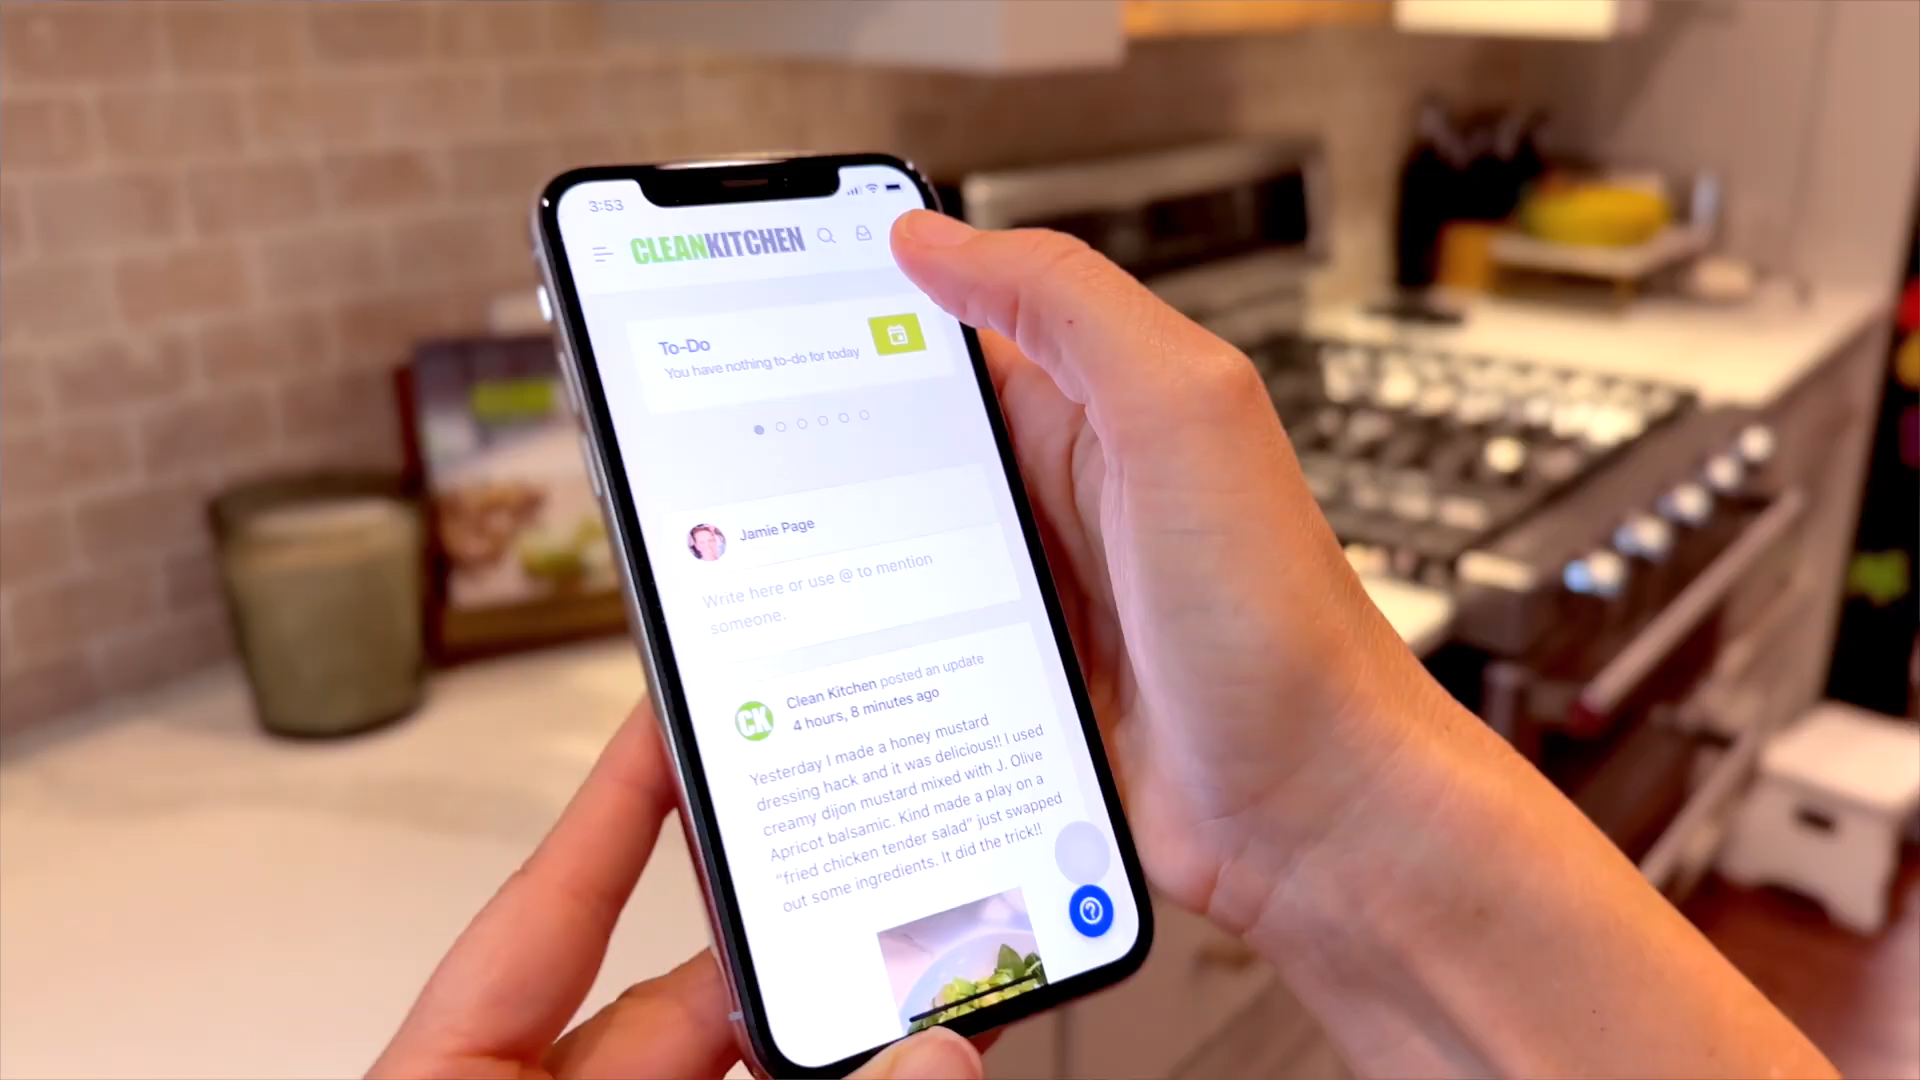 3:53
CLEANKITCHEN
To-Do
You have nothing to-do for today
Jamie Page
Write here or use @ to mention
someone.
CK
Clean Kitchen posted an update
4 hours, 8 minutes ago
Yesterday I made a honey mustard
dressing hack and it was delicious!! I used
creamy dijon mustard mixed with J. Olive
Apricot balsamic. Kind made a play on a
“fried chicken tender salad” just swapped
out some ingredients. It did the trick!!
?